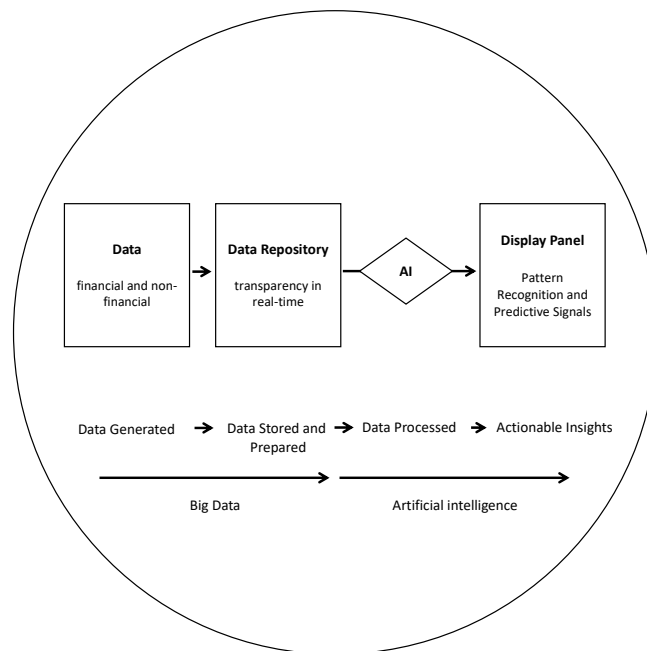 Data
financial and non-
financial
Data Repository
transparency in
real-time
AI
Display Panel
Pattern
Recognition and
Predictive Signals
Data Generated
Data Stored and
Prepared
Data Processed
Actionable Insights
Big Data
Artificial intelligence